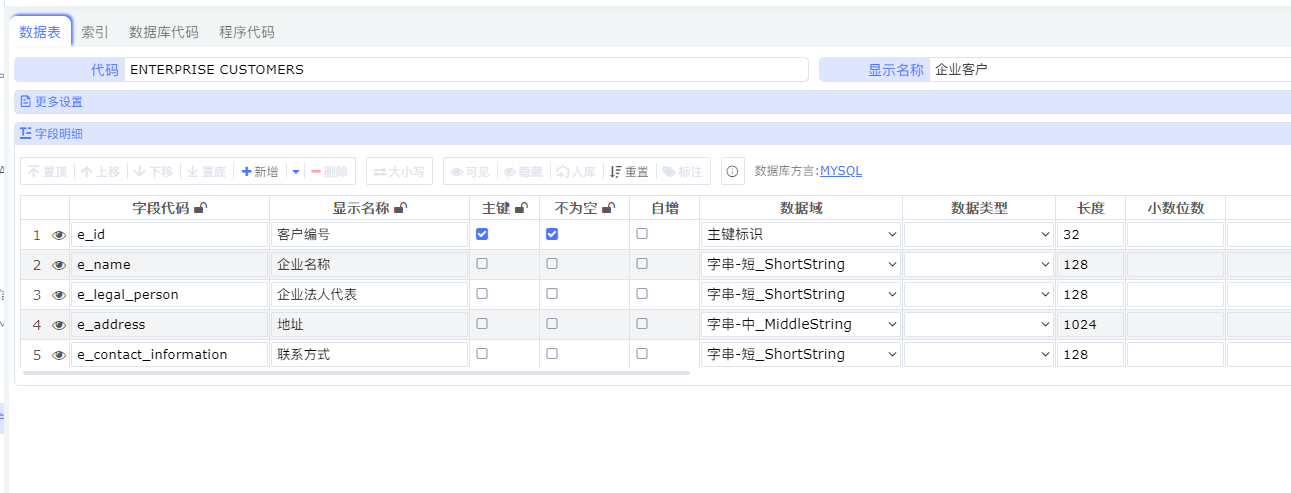 数据表 索引 数据库代码 程序代码
代码 ENTERPRISE CUSTOMERS 显示名称 企业客户
更多设置
字段明细
置顶 上移 下移 置底 新增 删除 大小写 可见 隐藏 入库 重置 标注 数据库方言:MYSQL
字段代码 显示名称 主键 不为空 自增 数据域 数据类型 长度 小数位数
1 e_id 客户编号 主键标识 32
2 e_name 企业名称 字串-短_ShortString 128
3 e_legal_person 企业法人代表 字串-短_ShortString 128
4 e_address 地址 字串-中_MiddleString 1024
5 e_contact_information 联系方式 字串-短_ShortString 128